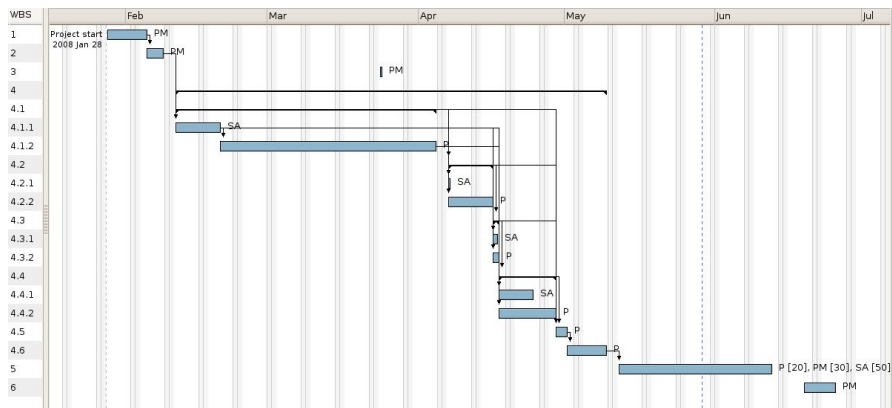 WBS Feb Mar Apr May Jun Jul
1 Project start PM
2008 Jan 28
2 PM
3 PM
4
4.1
4.1.1 SA
4.1.2 P
4.2
4.2.1 SA
4.2.2 P
4.3
4.3.1 SA
4.3.2 P
4.4
4.4.1 SA
4.4.2 P
4.5 P
4.6 P
5 P [20], PM [30], SA [50]
6 PM